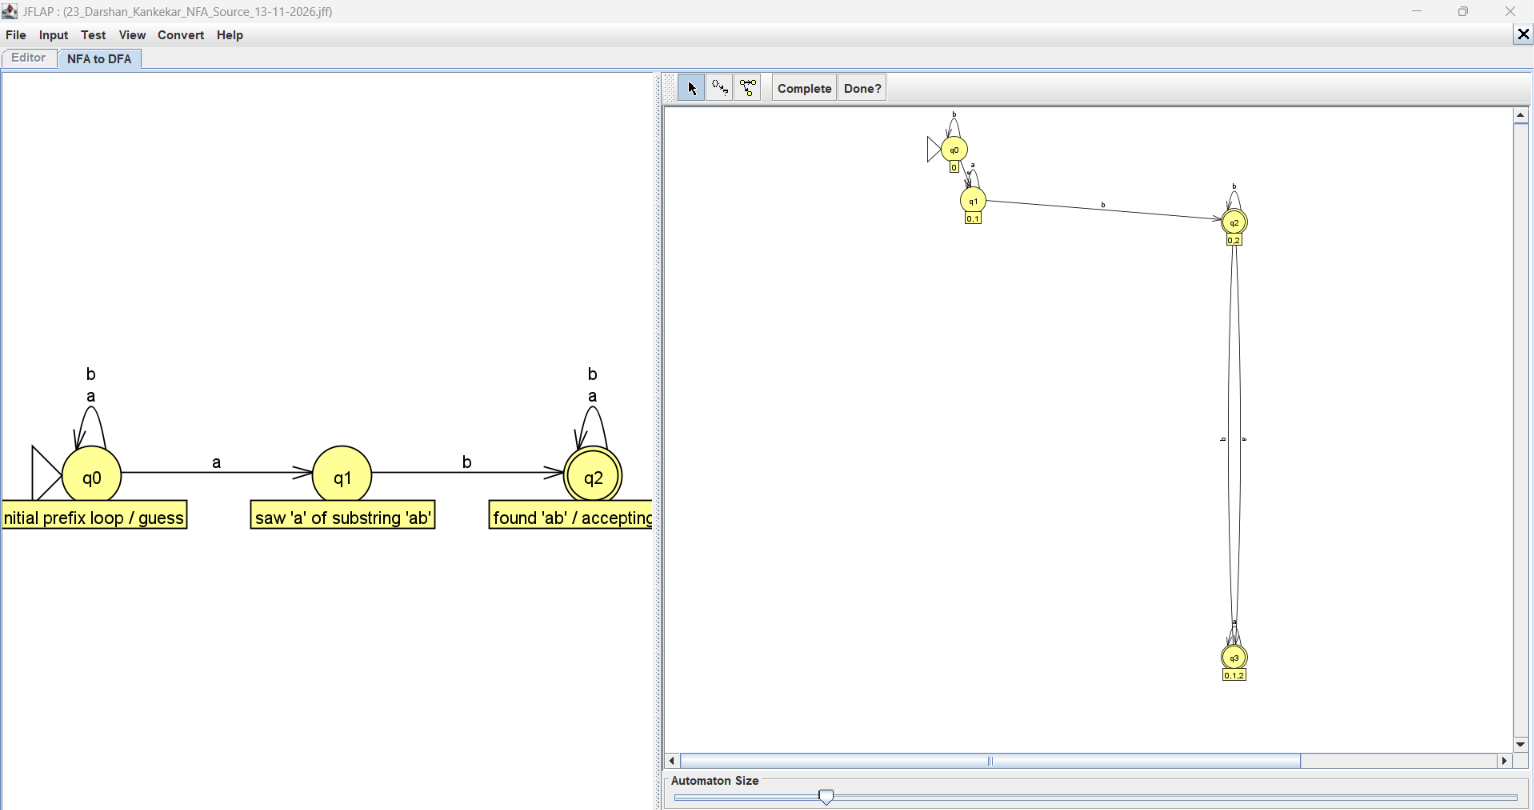 JFLAP : (23_Darshan_Kankekar_NFA_Source_13-11-2026.jff)
File Input Test View Convert Help
Editor NFA to DFA
Complete Done?
b
q0
0
a
a
q1
0,1
b
b
q2
0,2
b
a
a
q3
0,1,2
b
a
q0
nitial prefix loop / guess
a
q1
saw 'a' of substring 'ab'
b
b
a
q2
found 'ab' / accepting
Automaton Size